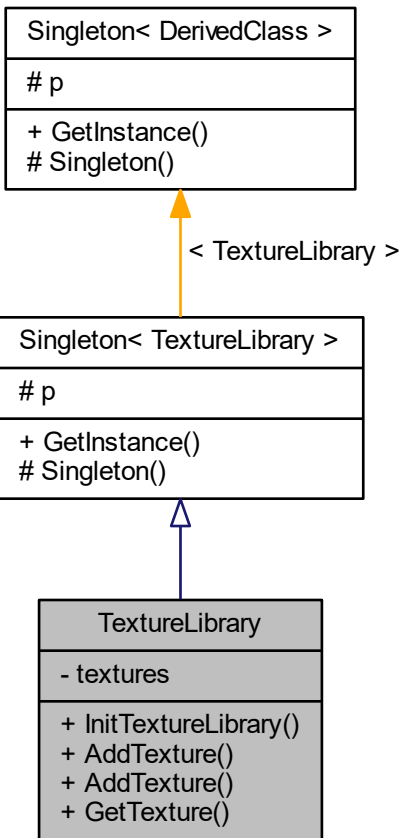 Singleton< DerivedClass >
# p
+ GetInstance()
# Singleton()
< TextureLibrary >
Singleton< TextureLibrary >
# p
+ GetInstance()
# Singleton()
TextureLibrary
- textures
+ InitTextureLibrary()
+ AddTexture()
+ AddTexture()
+ GetTexture()